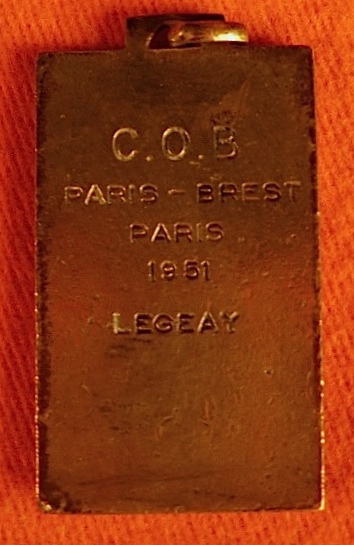 C.O.B
PARIS - BREST
PARIS
1951
LEGEAY